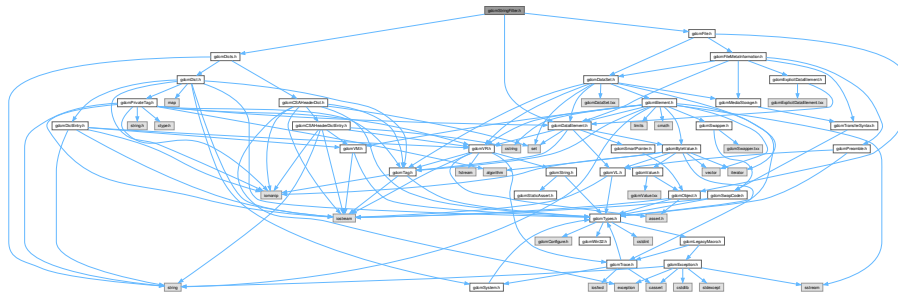 gdcmStringFilter.h
gdcmFile.h
gdcmDicts.h
gdcmFileMetaInformation.h
gdcmDict.h
gdcmDataSet.h
gdcmExplicitDataElement.h
gdcmPrivateTag.h
map
gdcmCSAHeaderDict.h
gdcmDataSet.txx
gdcmElement.h
gdcmMediaStorage.h
gdcmExplicitDataElement.txx
gdcmDictEntry.h
string.h
ctype.h
gdcmCSAHeaderDictEntry.h
gdcmDataElement.h
limits
cmath
gdcmSwapper.h
gdcmTransferSyntax.h
gdcmVM.h
gdcmVR.h
cstring
set
gdcmSmartPointer.h
gdcmByteValue.h
gdcmSwapper.txx
gdcmPreamble.h
gdcmTag.h
fstream
algorithm
gdcmString.h
gdcmVL.h
gdcmValue.h
vector
iterator
iomanip
gdcmStaticAssert.h
gdcmValue.txx
gdcmObject.h
gdcmSwapCode.h
iostream
gdcmTypes.h
assert.h
gdcmConfigure.h
gdcmWin32.h
cstdint
gdcmLegacyMacro.h
gdcmTrace.h
gdcmException.h
string
gdcmSystem.h
iosfwd
exception
cassert
cstdlib
stdexcept
sstream